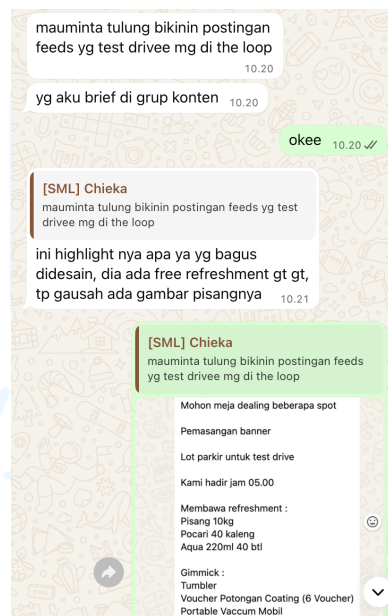 mauminta tulung bikinin postingan
feeds yg test drivee mg di the loop
10.20
yg aku brief di grup konten 10.20
okee 10.20
[SML] Chieka
mauminta tulung bikinin postingan feeds yg test
drivee mg di the loop
ini highlight nya apa ya yg bagus
didesain, dia ada free refreshment gt gt,
tp gausah ada gambar pisangnya 10.21
[SML] Chieka
mauminta tulung bikinin postingan feeds
yg test drivee mg di the loop
Mohon meja dealing beberapa spot
Pemasangan banner
Lot parkir untuk test drive
Kami hadir jam 05.00
Membawa refreshment :
Pisang 10kg
Pocari 40 kaleng
Aqua 220ml 40 btl
Gimmick :
Tumbler
Voucher Potongan Coating (6 Voucher)
Portable Vaccum Mobil